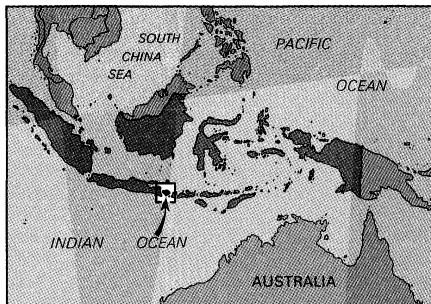 SOUTH
CHINA
SEA
PACIFIC
OCEAN
INDIAN OCEAN
AUSTRALIA